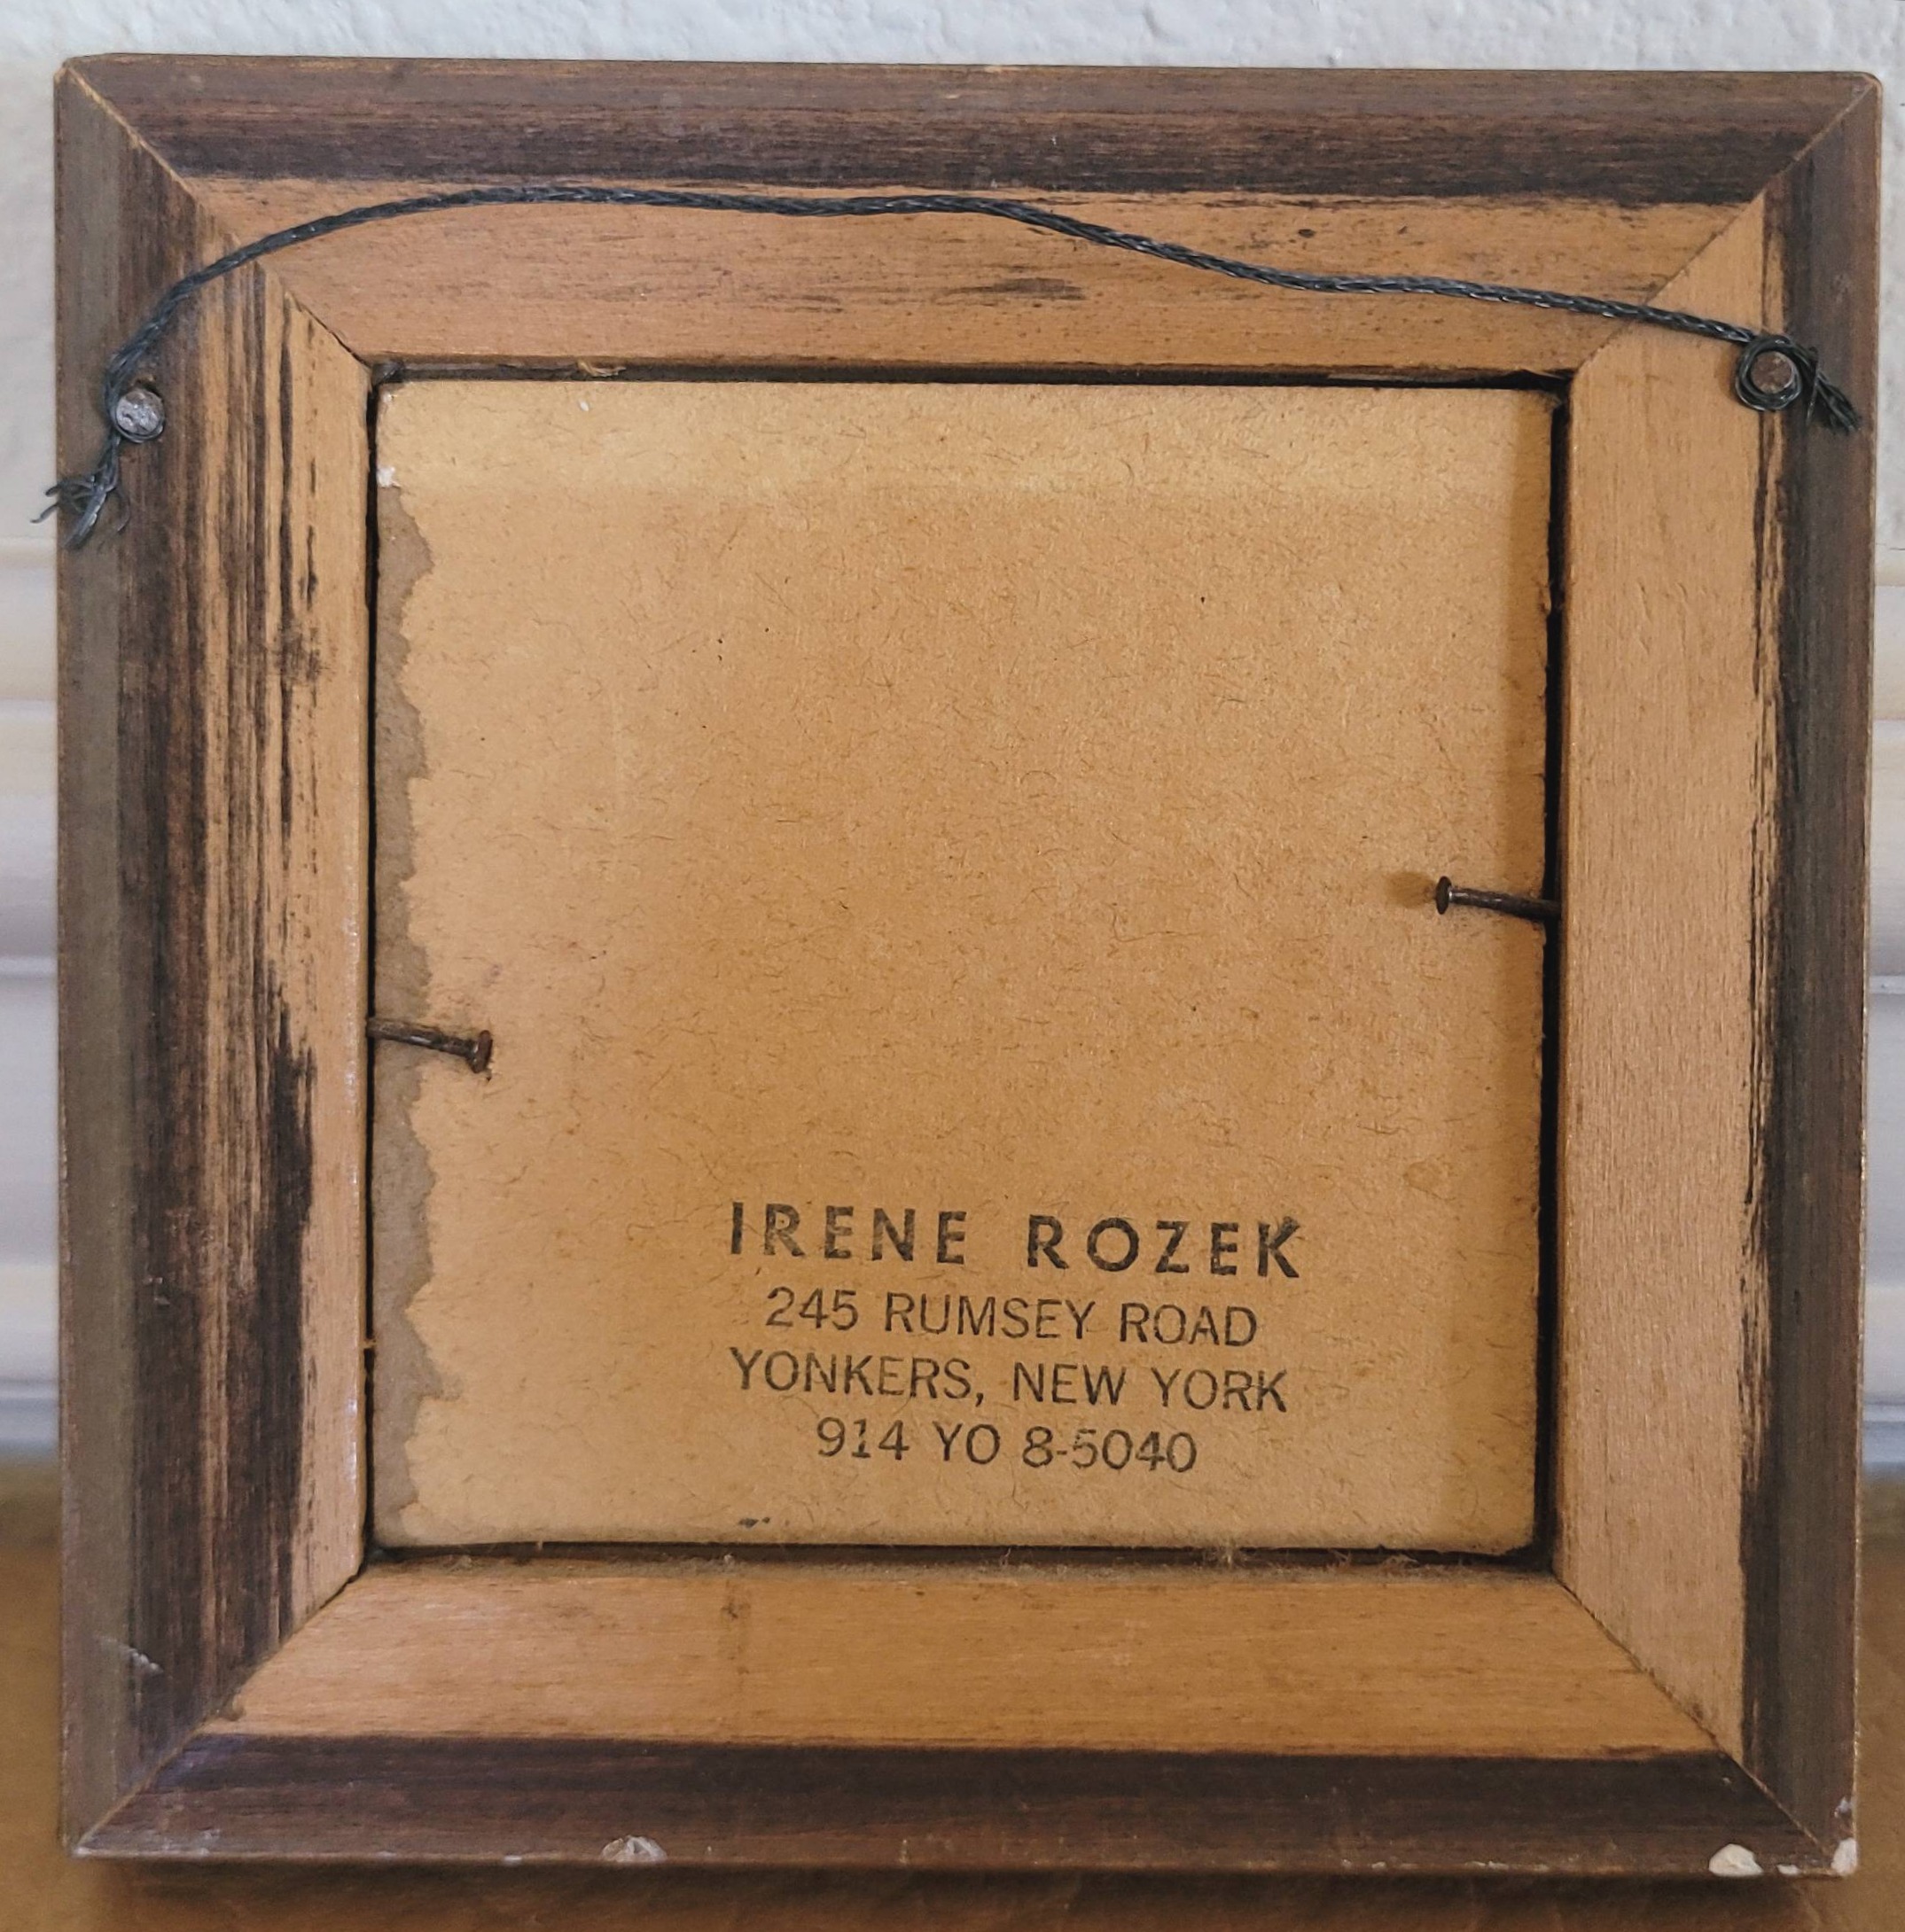 IRENE ROZEK
245 RUMSEY ROAD
YONKERS, NEW YORK
914 YO 8-5040